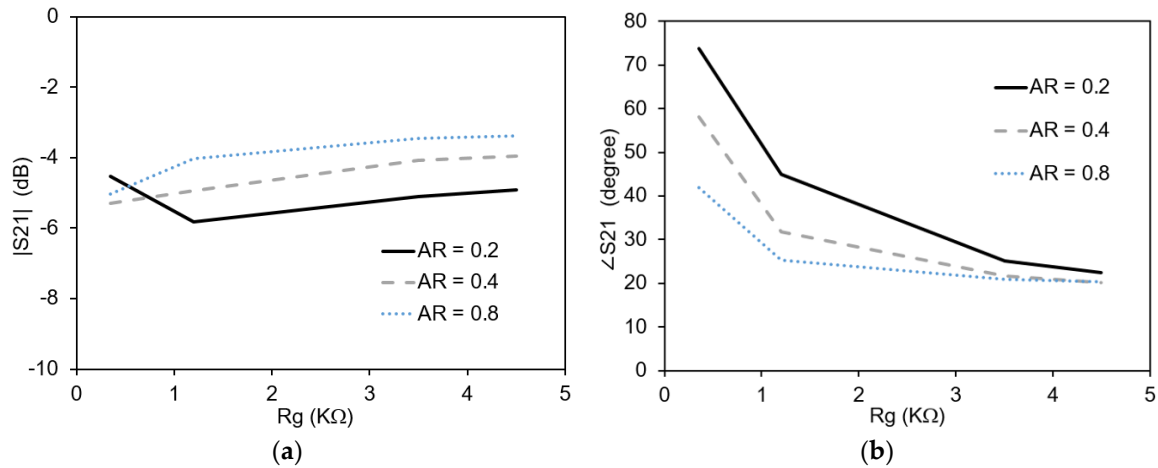 0
-2
-4
-6
-8
-10
|S21| (dB)
AR = 0.2
AR = 0.4
AR = 0.8
0 1 2 3 4 5
Rg (KΩ)
(a)
80
70
60
50
40
30
20
10
0
∠S21 (degree)
AR = 0.2
AR = 0.4
AR = 0.8
0 1 2 3 4 5
Rg (KΩ)
(b)